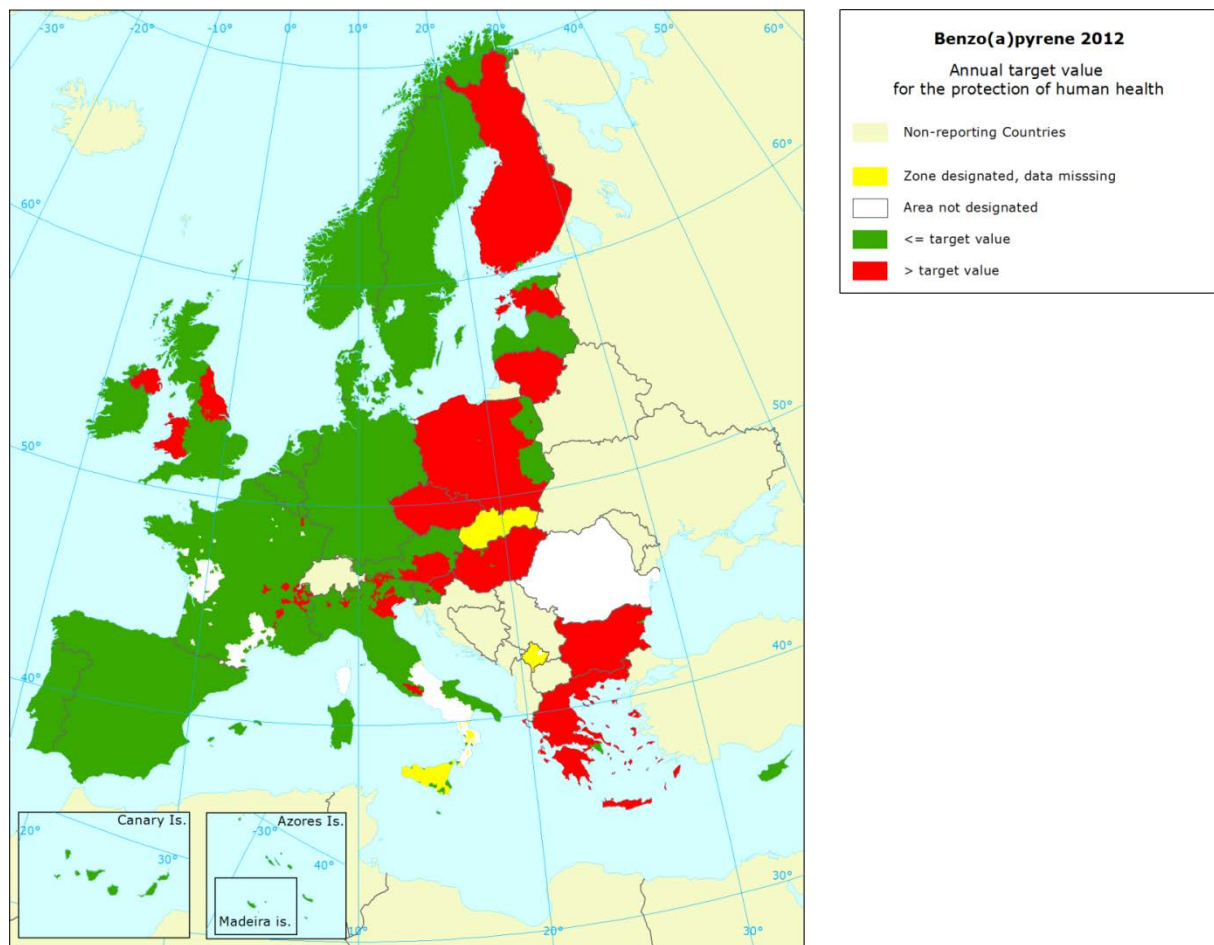 -30°
-20°
-10°
0°
10°
20°
30°
40°
50°
60°
60°
60°
50°
50°
40°
40°
30°
Canary Is.
-20°
30°
Azores Is.
-30°
40°
Madeira is.
10°
20°
30°
Benzo(a)pyrene 2012
Annual target value
for the protection of human health
Non-reporting Countries
Zone designated, data misssing
Area not designated
<= target value
> target value